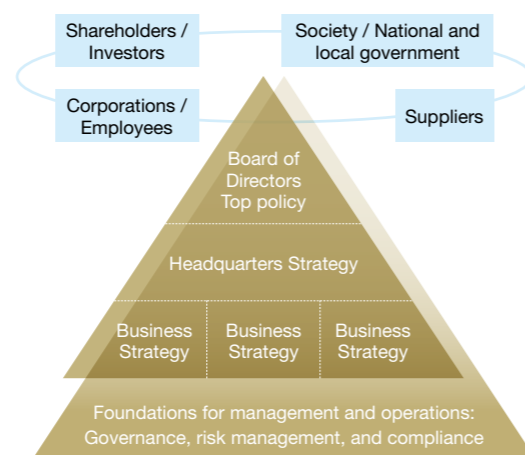 Shareholders /
Investors
Society / National and
local government
Corporations /
Employees
Suppliers
Board of
Directors
Top policy
Headquarters Strategy
Business
Strategy
Business
Strategy
Business
Strategy
Foundations for management and operations:
Governance, risk management, and compliance